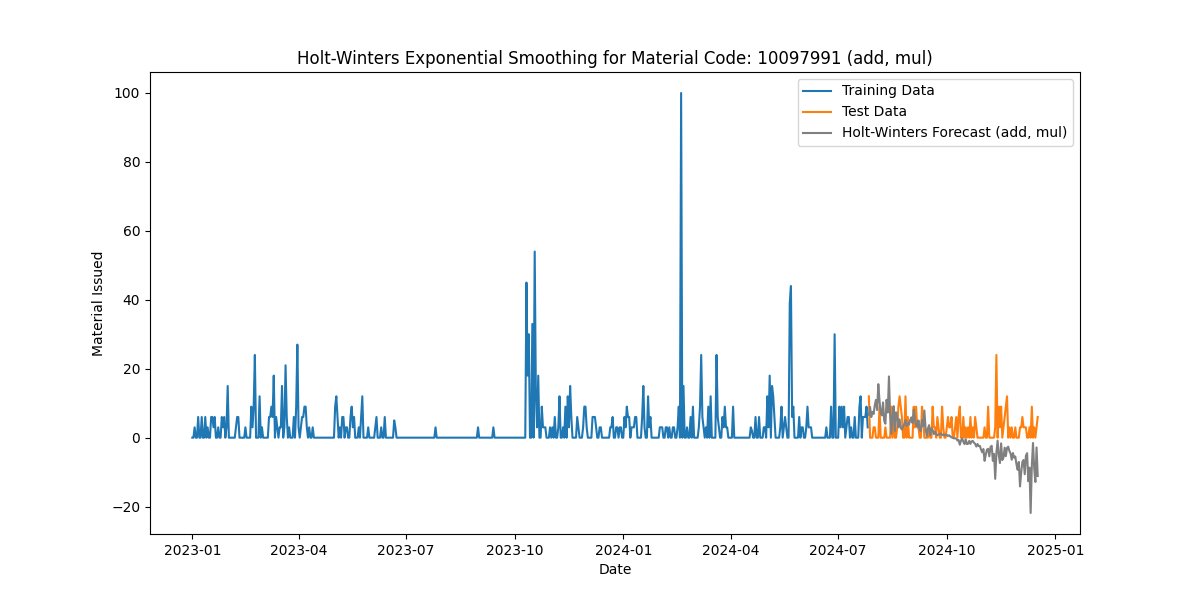 Holt-Winters Exponential Smoothing for Material Code: 10097991 (add, mul)
Training Data
Test Data
Holt-Winters Forecast (add, mul)
100
80
60
40
20
0
−20
Material Issued
2023-01
2023-04
2023-07
2023-10
2024-01
2024-04
2024-07
2024-10
2025-01
Date